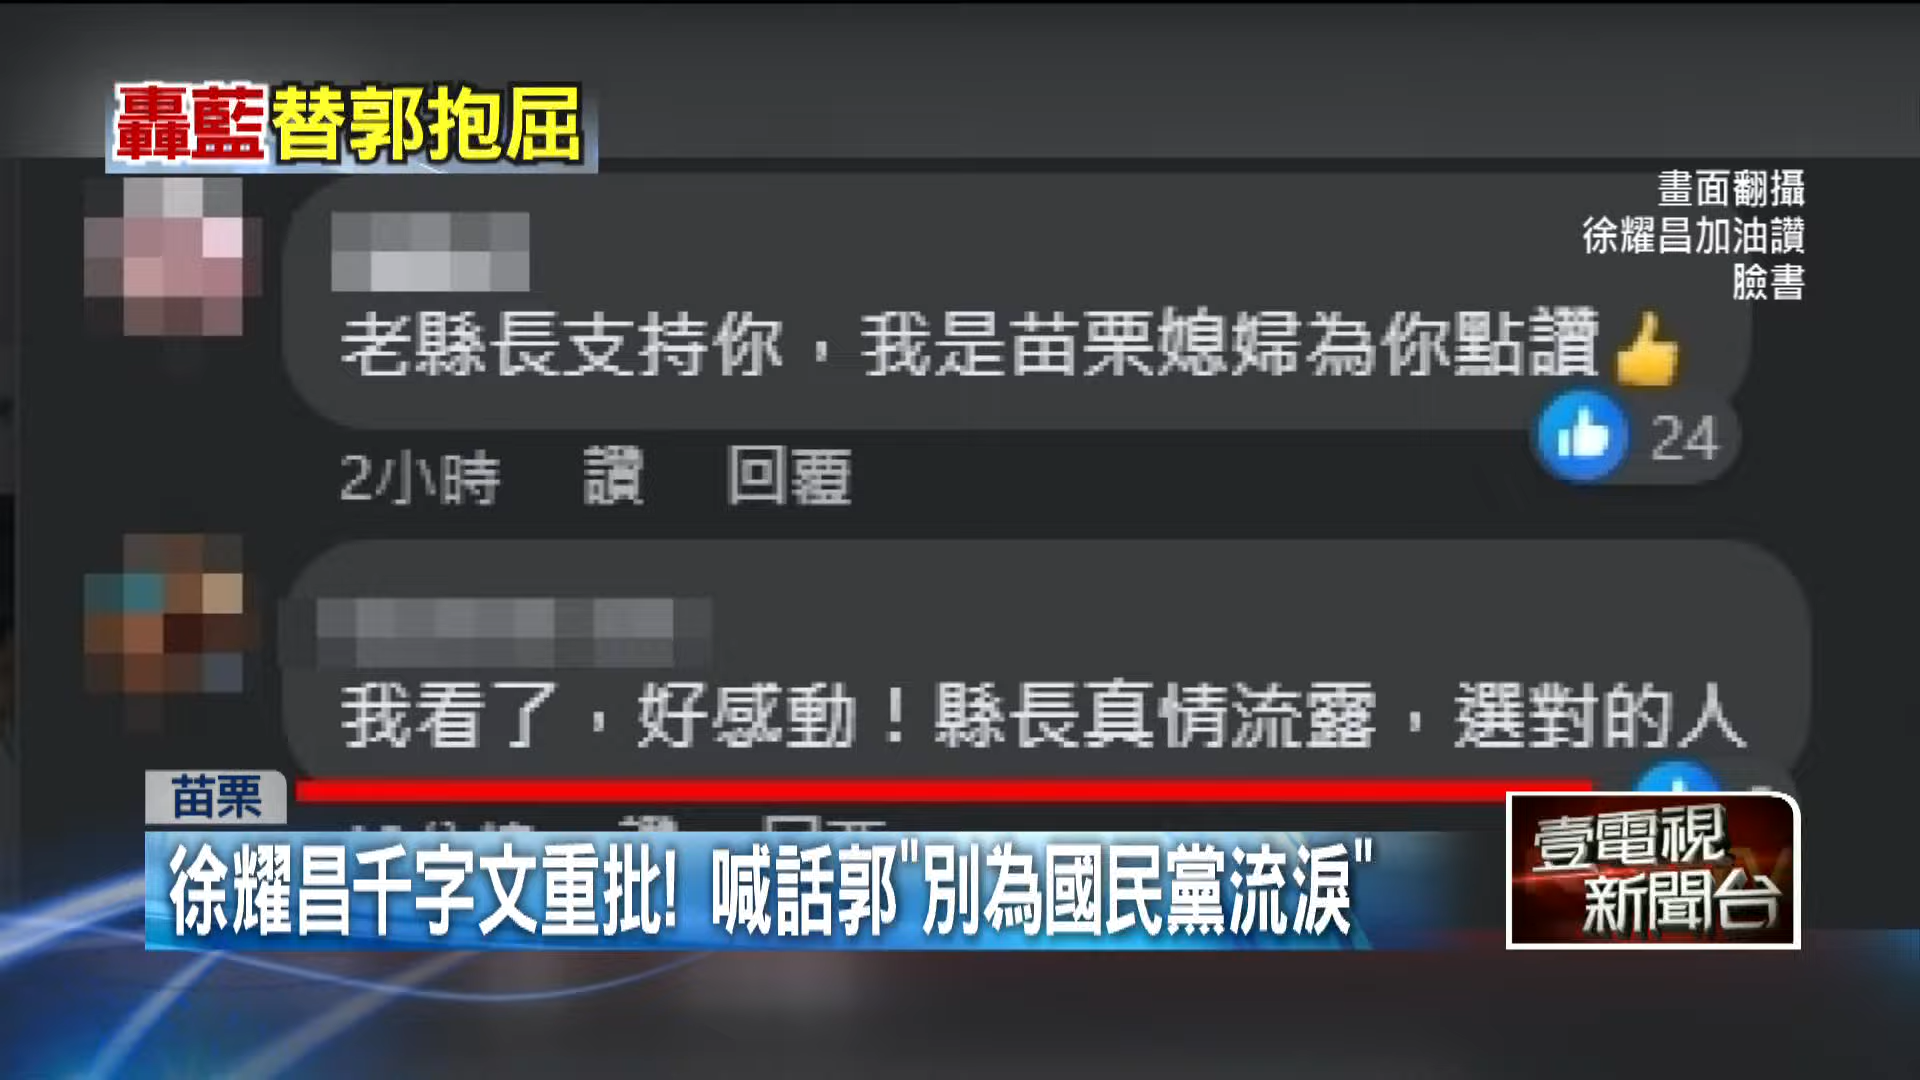 轟藍替郭抱屈
畫面翻攝
徐耀昌加油讚
臉書
老縣長支持你，我是苗栗媳婦為你點讚👍
24
2小時 讚 回覆
我看了，好感動！縣長真情流露，選對的人
苗栗
徐耀昌千字文重批! 喊話郭"別為國民黨流淚"
壹電視
新聞台